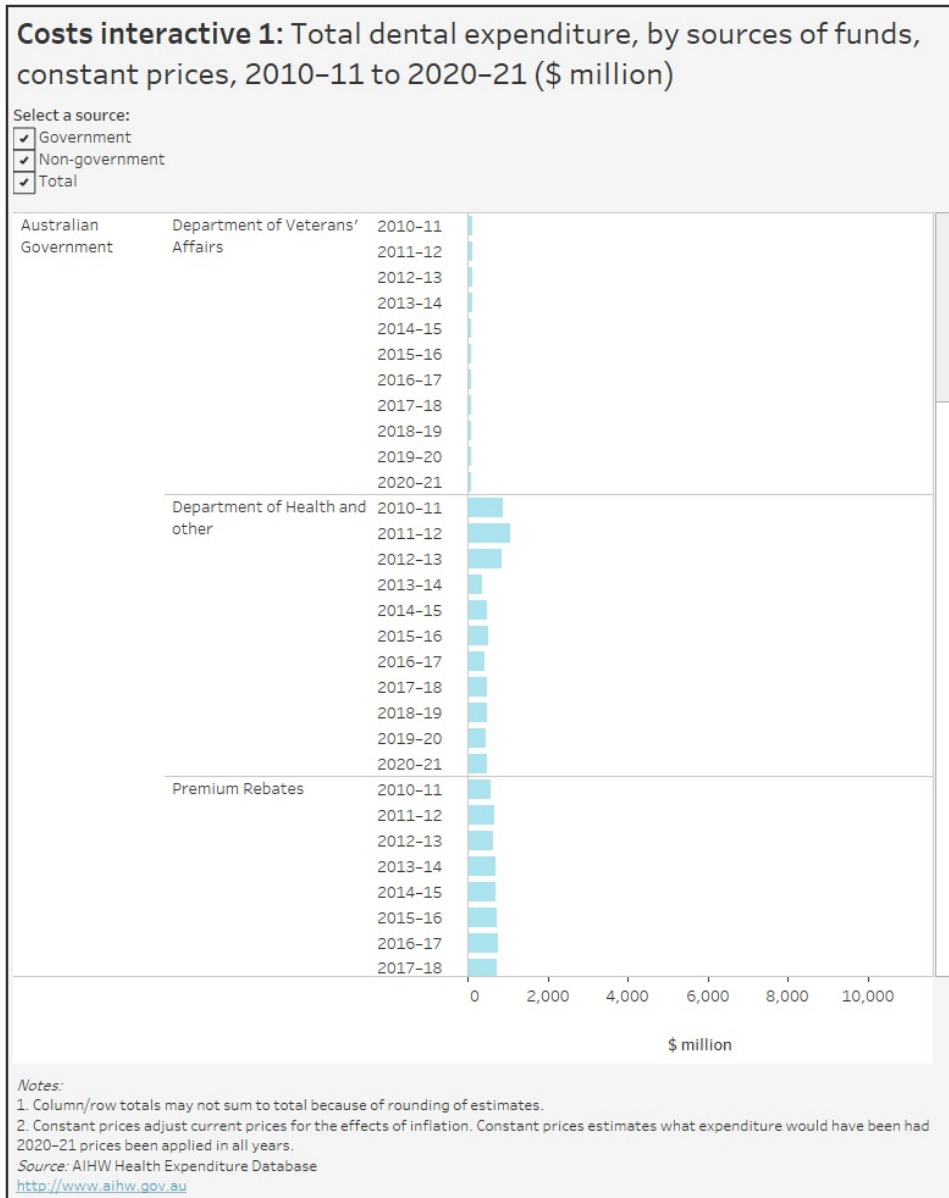 Costs interactive 1: Total dental expenditure, by sources of funds,
constant prices, 2010–11 to 2020–21 ($ million)
Select a source:
Government
Non-government
Total
Australian
Government
Department of Veterans’
Affairs
2010–11
2011–12
2012–13
2013–14
2014–15
2015–16
2016–17
2017–18
2018–19
2019–20
2020–21
Department of Health and
other
2010–11
2011–12
2012–13
2013–14
2014–15
2015–16
2016–17
2017–18
2018–19
2019–20
2020–21
Premium Rebates
2010–11
2011–12
2012–13
2013–14
2014–15
2015–16
2016–17
2017–18
0 2,000 4,000 6,000 8,000 10,000
$ million
Notes:
1. Column/row totals may not sum to total because of rounding of estimates.
2. Constant prices adjust current prices for the effects of inflation. Constant prices estimates what expenditure would have been had
2020–21 prices been applied in all years.
Source: AIHW Health Expenditure Database
http://www.aihw.gov.au